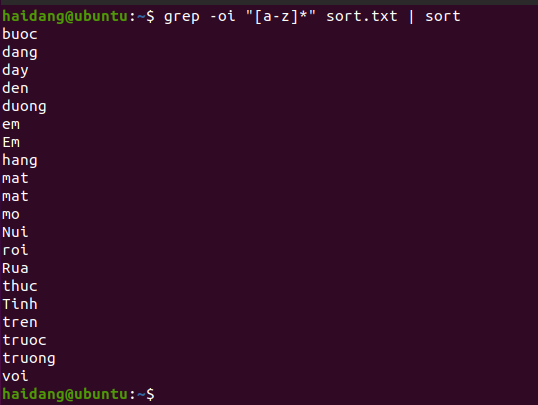 haidang@ubuntu:~$ grep -oi "[a-z]*" sort.txt | sort
buoc
dang
day
den
duong
em
Em
hang
mat
mat
mo
Nui
roi
Rua
thuc
Tinh
tren
truoc
truong
voi
haidang@ubuntu:~$